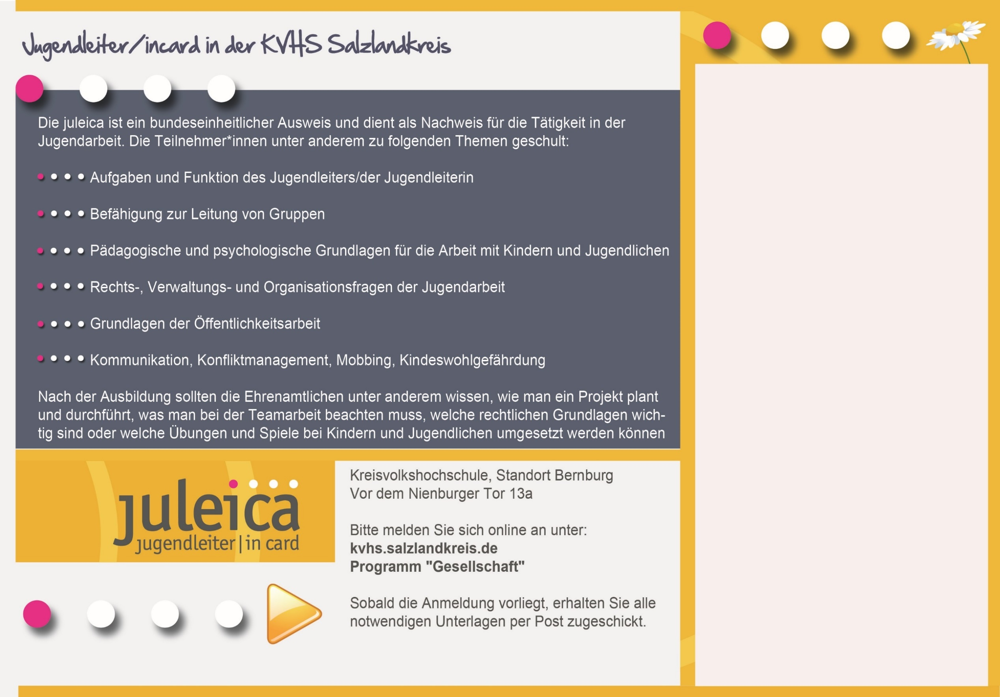 Jugendleiter/incard in der KVHS Salzlandkreis
Die juleica ist ein bundeseinheitlicher Ausweis und dient als Nachweis für die Tätigkeit in der
Jugendarbeit. Die Teilnehmer*innen unter anderem zu folgenden Themen geschult:
Aufgaben und Funktion des Jugendleiters/der Jugendleiterin
Befähigung zur Leitung von Gruppen
Pädagogische und psychologische Grundlagen für die Arbeit mit Kindern und Jugendlichen
Rechts-, Verwaltungs- und Organisationsfragen der Jugendarbeit
Grundlagen der Öffentlichkeitsarbeit
Kommunikation, Konfliktmanagement, Mobbing, Kindeswohlgefährdung
Nach der Ausbildung sollten die Ehrenamtlichen unter anderem wissen, wie man ein Projekt plant
und durchführt, was man bei der Teamarbeit beachten muss, welche rechtlichen Grundlagen wich-
tig sind oder welche Übungen und Spiele bei Kindern und Jugendlichen umgesetzt werden können
juleica
jugendleiter|in card
Kreisvolkshochschule, Standort Bernburg
Vor dem Nienburger Tor 13a
Bitte melden Sie sich online an unter:
kvhs.salzlandkreis.de
Programm "Gesellschaft"
Sobald die Anmeldung vorliegt, erhalten Sie alle
notwendigen Unterlagen per Post zugeschickt.